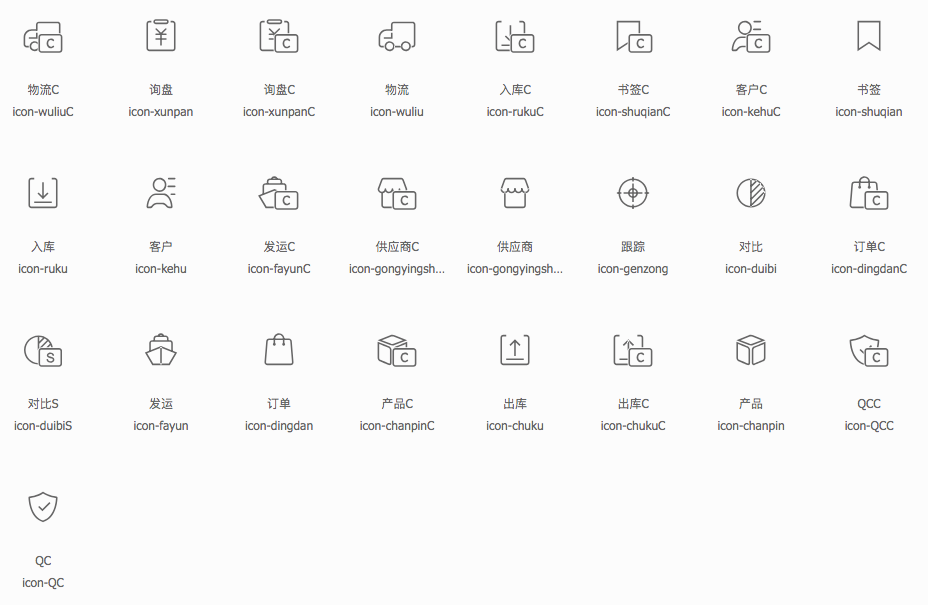 C
¥
¥ C
C
C
C
物流C 询盘 询盘C 物流 入库C 书签C 客户C 书签
icon-wuliuC icon-xunpan icon-xunpanC icon-wuliu icon-rukuC icon-shuqianC icon-kehuC icon-shuqian
C
C
C
入库 客户 发运C 供应商C 供应商 跟踪 对比 订单C
icon-ruku icon-kehu icon-fayunC icon-gongyingsh... icon-gongyingsh... icon-genzong icon-duibi icon-dingdanC
S
C
C
C
对比S 发运 订单 产品C 出库 出库C 产品 QCC
icon-duibiS icon-fayun icon-dingdan icon-chanpinC icon-chuku icon-chukuC icon-chanpin icon-QCC
QC
icon-QC